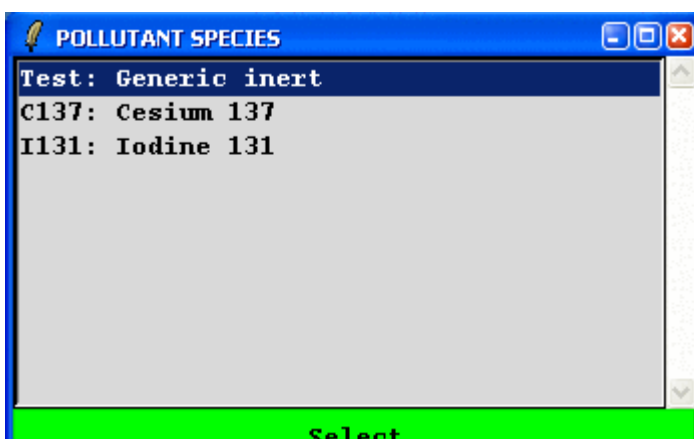 POLLUTANT SPECIES
Test: Generic inert
C137: Cesium 137
I131: Iodine 131
Select